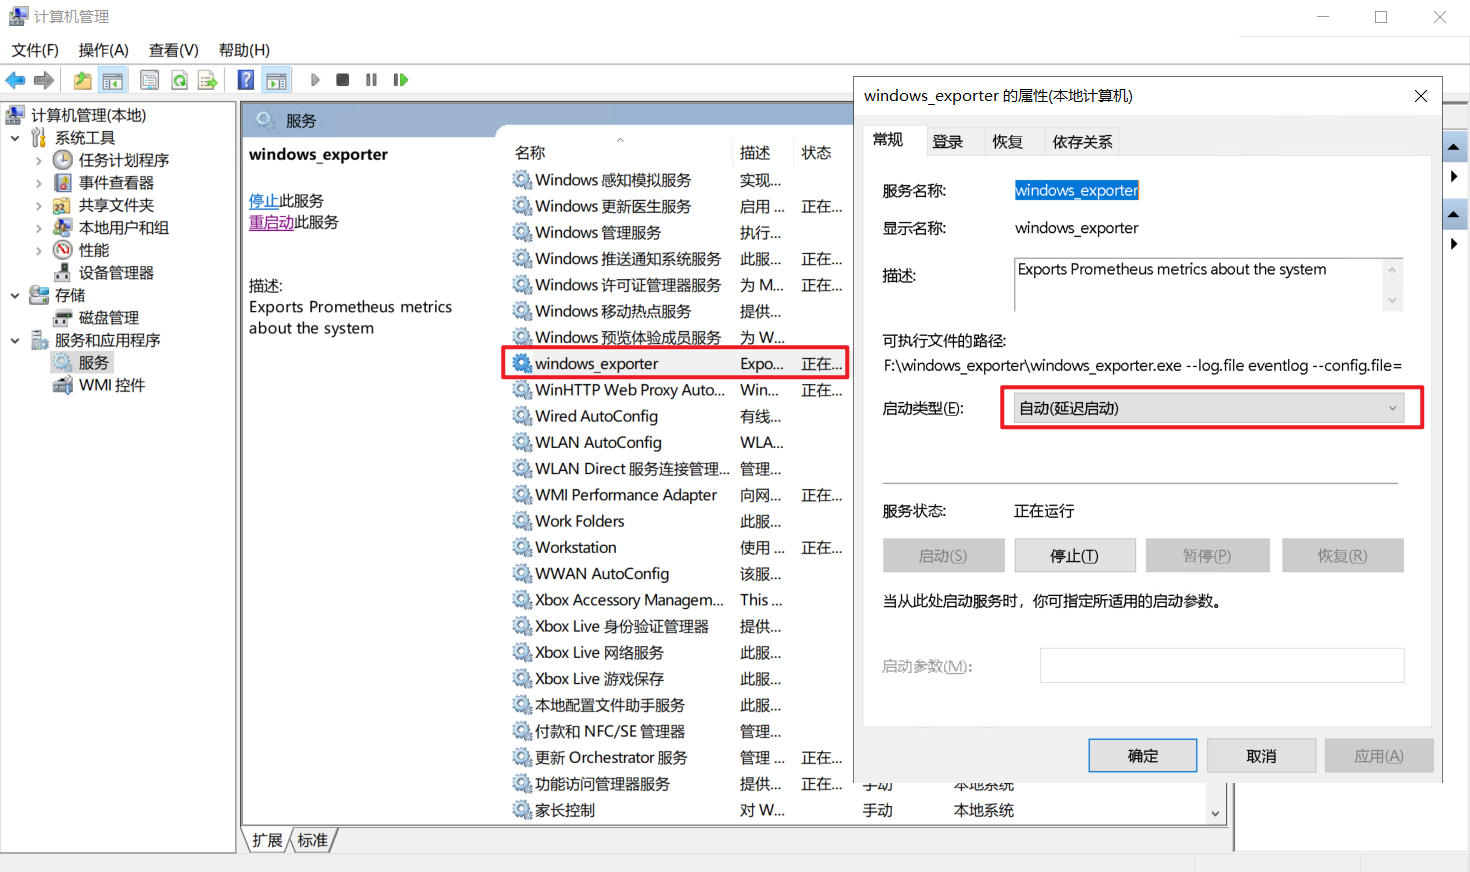 计算机管理
文件(F) 操作(A) 查看(V) 帮助(H)
计算机管理(本地)
系统工具
任务计划程序
事件查看器
共享文件夹
本地用户和组
性能
设备管理器
存储
磁盘管理
服务和应用程序
服务
WMI 控件
服务
windows_exporter
停止此服务
重启动此服务
描述:
Exports Prometheus metrics
about the system
名称 描述 状态
Windows 感知模拟服务 实现...
Windows 更新医生服务 启用 ... 正在...
Windows 管理服务 执行...
Windows 推送通知系统服务 此服... 正在...
Windows 许可证管理器服务 为 M... 正在...
Windows 移动热点服务 提供...
Windows 预览体验成员服务 为 W...
windows_exporter Expo... 正在...
WinHTTP Web Proxy Auto... Win... 正在...
Wired AutoConfig 有线...
WLAN AutoConfig WLA...
WLAN Direct 服务连接管理... 管理...
WMI Performance Adapter 向网... 正在...
Work Folders 此服...
Workstation 使用 ... 正在...
WWAN AutoConfig 该服...
Xbox Accessory Managem... This ...
Xbox Live 身份验证管理器 提供...
Xbox Live 网络服务 此服...
Xbox Live 游戏保存 此服...
本地配置文件助手服务 此服...
付款和 NFC/SE 管理器 管理...
更新 Orchestrator 服务 管理 ... 正在...
功能访问管理器服务 提供... 正在... 手动 本地系统
家长控制 对 W... 手动 本地系统
扩展 标准
windows_exporter 的属性(本地计算机)
常规 登录 恢复 依存关系
服务名称: windows_exporter
显示名称: windows_exporter
描述: Exports Prometheus metrics about the system
可执行文件的路径:
F:\windows_exporter\windows_exporter.exe --log.file eventlog --config.file=
启动类型(E): 自动(延迟启动)
服务状态: 正在运行
启动(S) 停止(T) 暂停(P) 恢复(R)
当从此处启动服务时，你可指定所适用的启动参数。
启动参数(M):
确定 取消 应用(A)